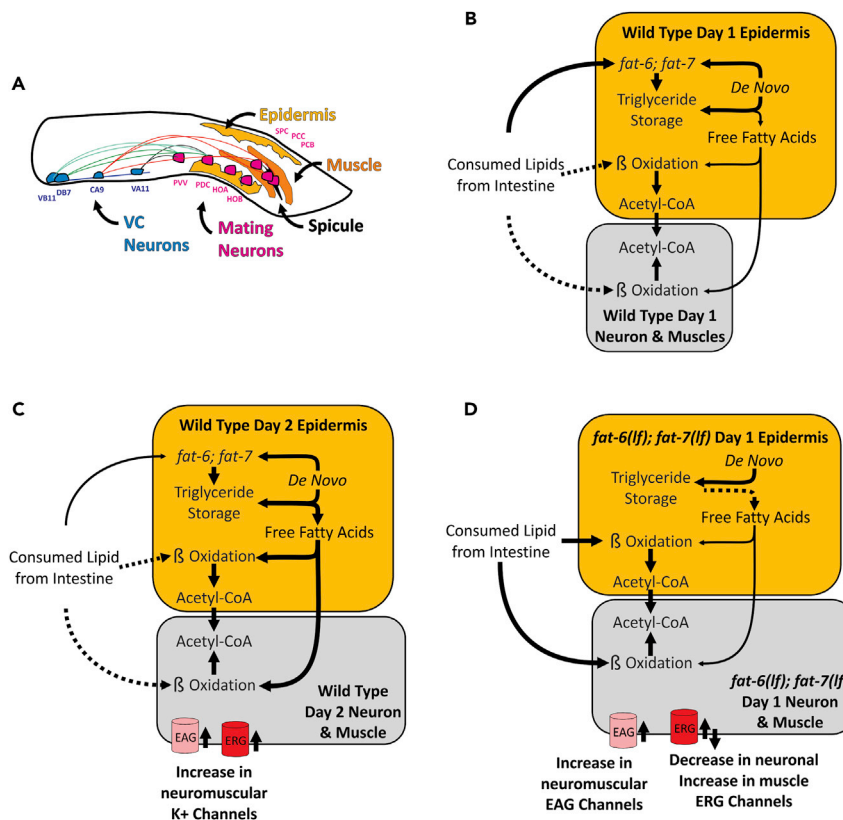 A
Epidermis
SPC
PCC
PCB
Muscle
VB11
DB7
CA9
VA11
PVV
PDC
HOA
HOB
Spicule
VC
Neurons
Mating
Neurons
B
Wild Type Day 1 Epidermis
fat-6; fat-7
De Novo
Triglyceride
Storage
Free Fatty Acids
Consumed Lipids
from Intestine
ß Oxidation
Acetyl-CoA
Acetyl-CoA
ß Oxidation
Wild Type Day 1
Neuron & Muscles
C
Wild Type Day 2 Epidermis
fat-6; fat-7
De Novo
Triglyceride
Storage
Free Fatty Acids
Consumed Lipid
from Intestine
ß Oxidation
Acetyl-CoA
Acetyl-CoA
ß Oxidation
Wild Type
Day 2 Neuron
& Muscle
EAG
ERG
Increase in
neuromuscular
K+ Channels
D
fat-6(lf); fat-7(lf) Day 1 Epidermis
De Novo
Triglyceride
Storage
Free Fatty Acids
Consumed Lipid
from Intestine
ß Oxidation
Acetyl-CoA
Acetyl-CoA
ß Oxidation
fat-6(lf); fat-7(lf
Day 1 Neuron
& Muscle
EAG
ERG
Increase in
neuromuscular
EAG Channels
Decrease in neuronal
Increase in muscle
ERG Channels